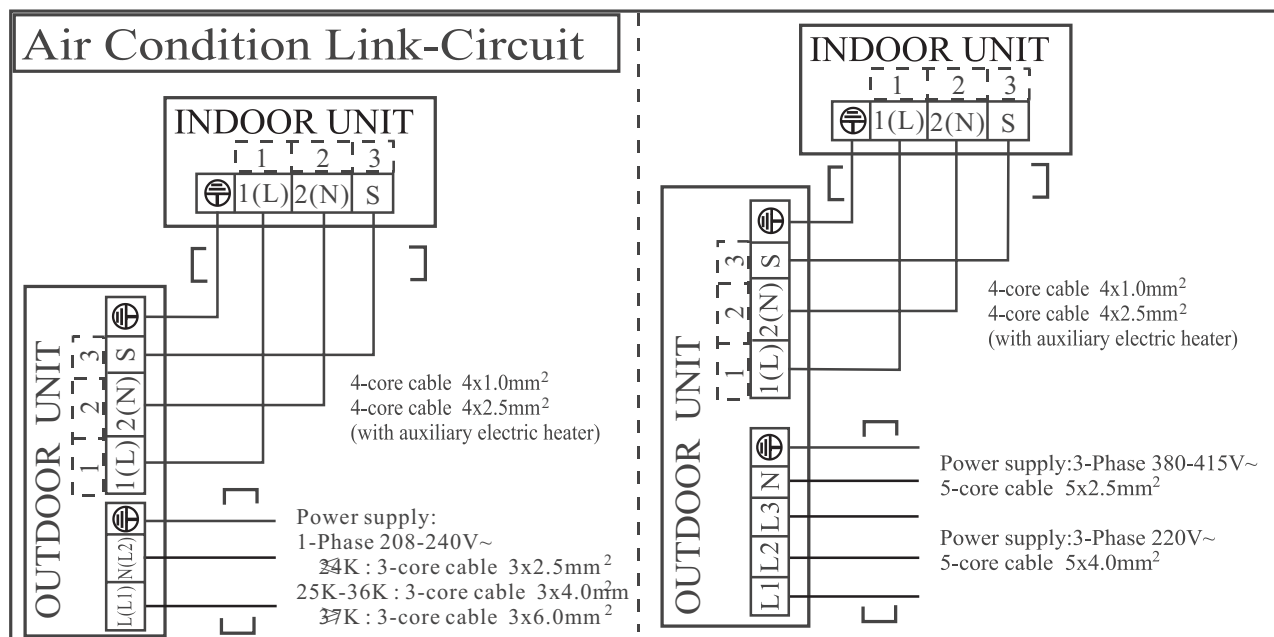 Air Condition Link-Circuit
INDOOR UNIT
1 2 3
1(L) 2(N) S
OUTDOOR UNIT
3 S
2 2(N)
1 1(L)
N(L2)
L(L1)
4-core cable 4x1.0mm²
4-core cable 4x2.5mm²
(with auxiliary electric heater)
Power supply:
1-Phase 208-240V~
24K : 3-core cable 3x2.5mm²
25K-36K : 3-core cable 3x4.0mm
37K : 3-core cable 3x6.0mm²
INDOOR UNIT
1 2 3
1(L) 2(N) S
OUTDOOR UNIT
3 S
2 2(N)
1 1(L)
N
L3
L2
L1
4-core cable 4x1.0mm²
4-core cable 4x2.5mm²
(with auxiliary electric heater)
Power supply:3-Phase 380-415V~
5-core cable 5x2.5mm²
Power supply:3-Phase 220V~
5-core cable 5x4.0mm²